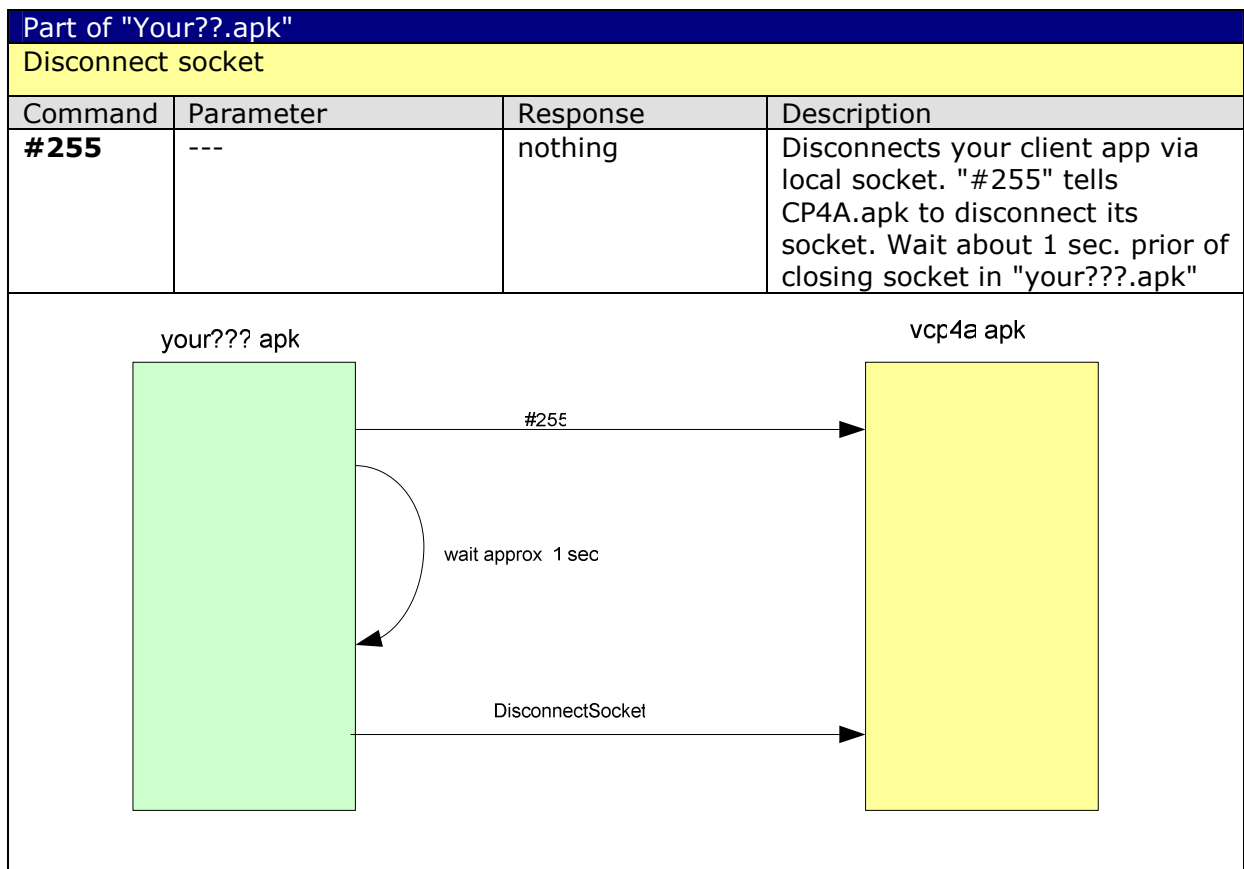 Part of "Your??.apk"
Disconnect socket
Command Parameter Response Description
#255 --- nothing Disconnects your client app via
local socket. "#255" tells
CP4A.apk to disconnect its
socket. Wait about 1 sec. prior of
closing socket in "your???.apk"
your??? apk
vcp4a apk
#255
wait approx 1 sec
DisconnectSocket